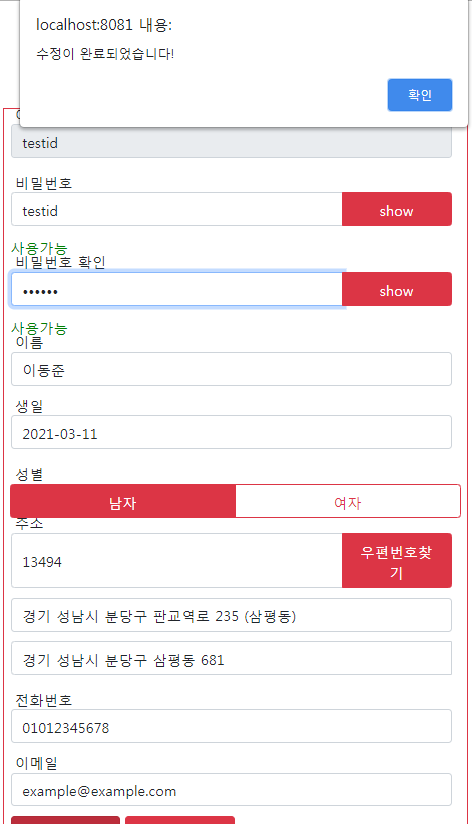 localhost:8081 내용:
수정이 완료되었습니다!
확인
testid
비밀번호
testid
show
사용가능
비밀번호 확인
••••••
show
사용가능
이름
이동준
생일
2021-03-11
성별
남자
여자
주소
13494
우편번호찾
기
경기 성남시 분당구 판교역로 235 (삼평동)
경기 성남시 분당구 삼평동 681
전화번호
01012345678
이메일
example@example.com